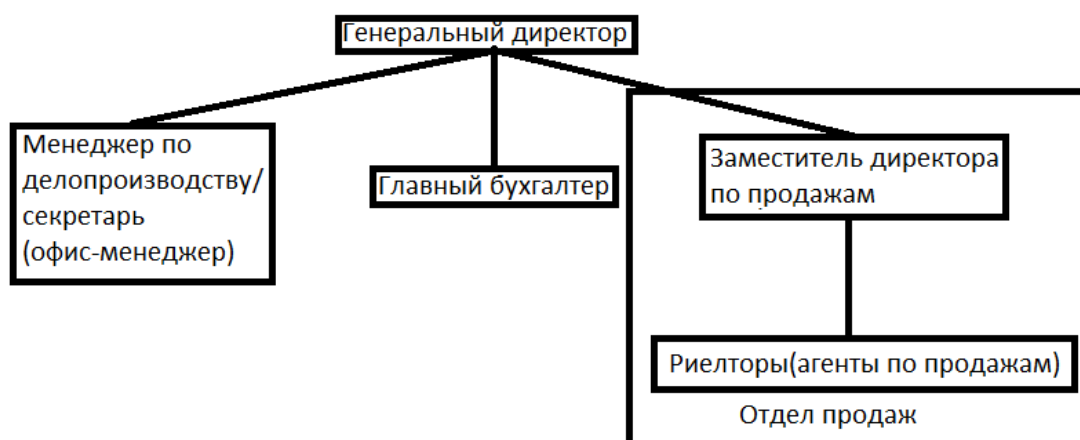 Генеральный директор
Менеджер по
делопроизводству/
секретарь
(офис-менеджер)
Главный бухгалтер
Заместитель директора
по продажам
Риелторы(агенты по продажам)
Отдел продаж